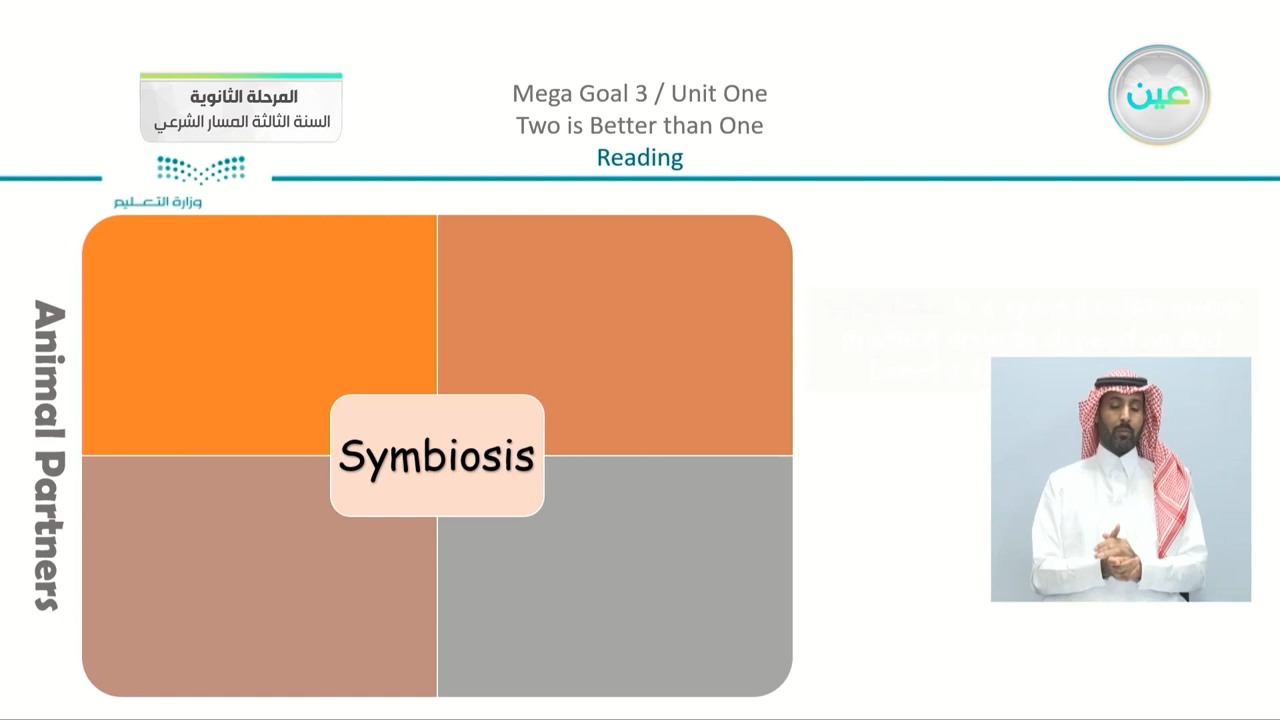 المرحلة الثانوية
السنة الثالثة المسار الشرعي
Mega Goal 3 / Unit One
Two is Better than One
Reading
عين
وزارة التعـــليم
Animal Partners
Symbiosis